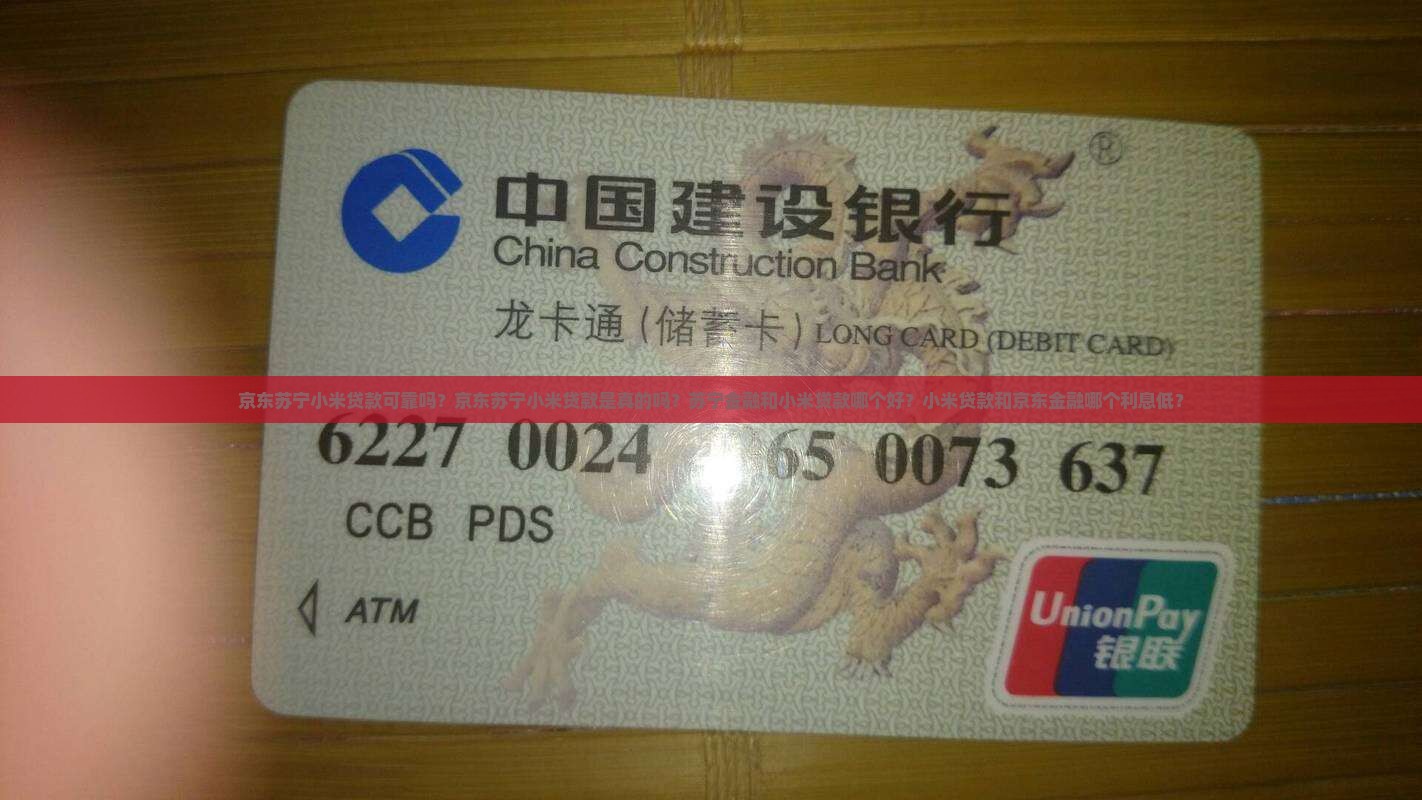 ®
中国建设银行
China Construction Bank
龙卡通(储蓄卡) LONG CARD (DEBIT CARD)
京东苏宁小米贷款可靠吗? 京东苏宁小米贷款是真的吗? 苏宁金融和小米贷款哪个好? 小米贷款和京东金融哪个利息低?
6227 0024 65 0073 637
CCB PDS
ATM
UnionPay
银联